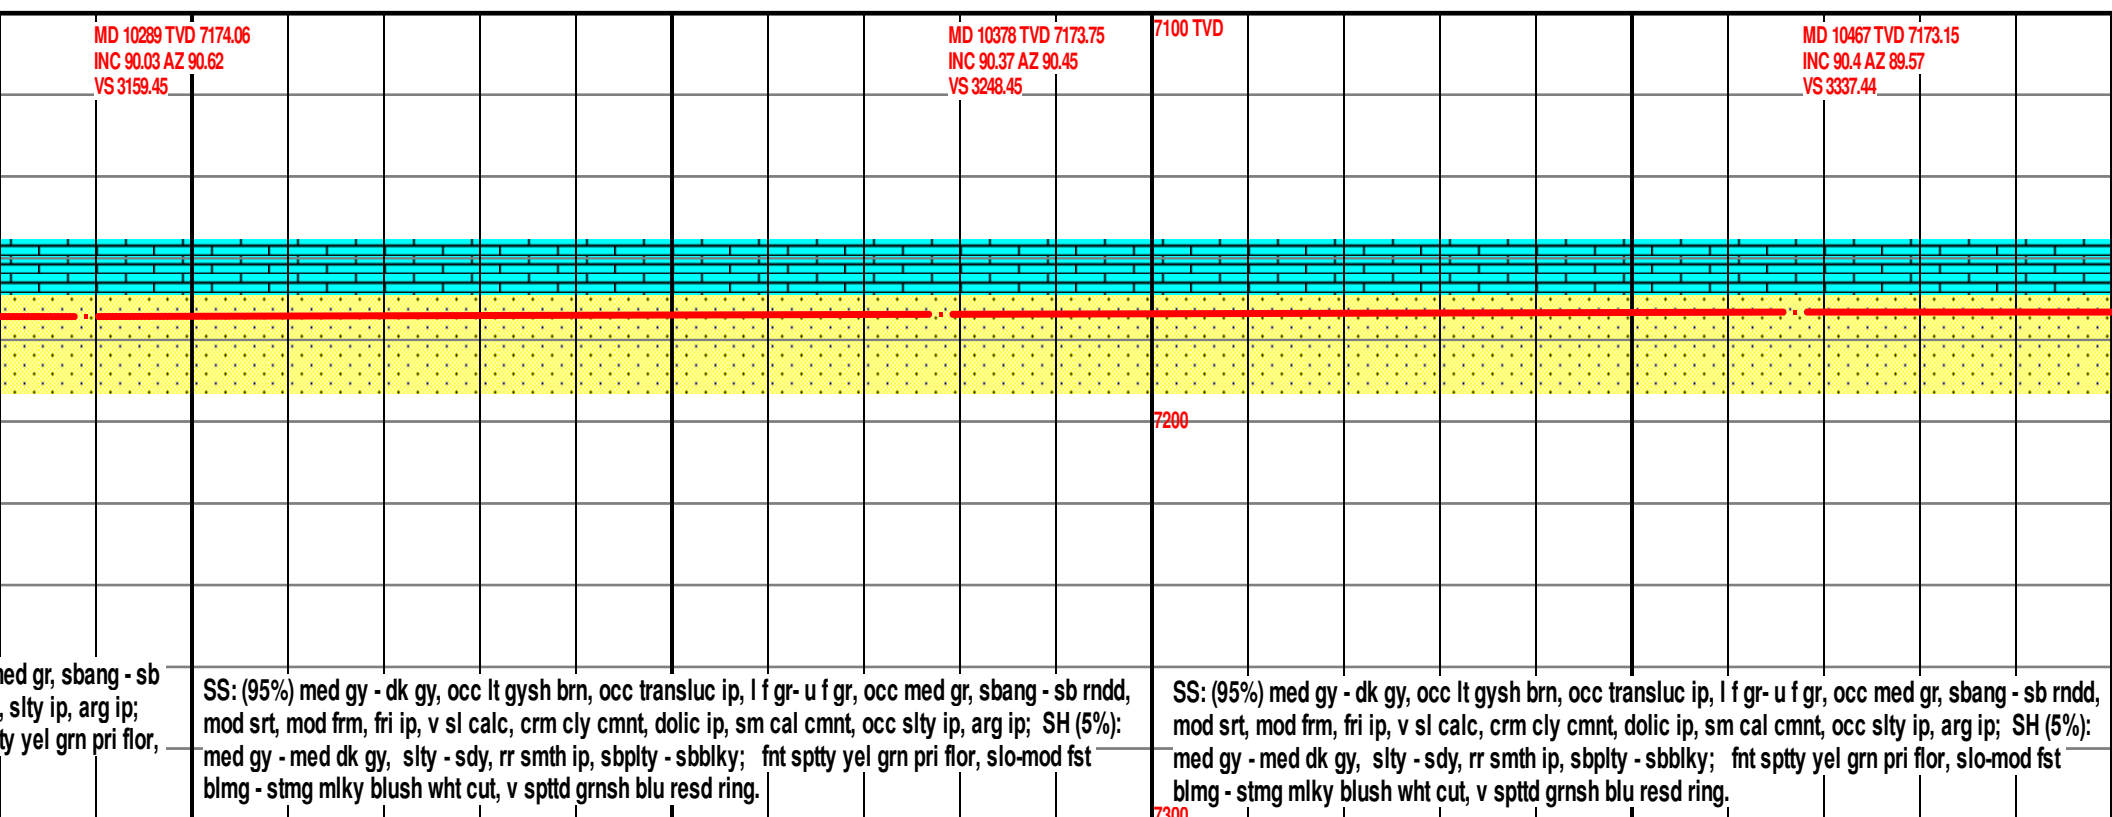 MD 10289 TVD 7174.06
INC 90.03 AZ 90.62
VS 3159.45
MD 10378 TVD 7173.75
INC 90.37 AZ 90.45
VS 3248.45
7100 TVD
MD 10467 TVD 7173.15
INC 90.4 AZ 89.57
VS 3337.44
7200
gr, sbang - sb
, slty ip, arg ip;
yel grn pri flor,
SS: (95%) med gy - dk gy, occ lt gysh brn, occ transluc ip, l f gr- u f gr, occ med gr, sbang - sb rndd,
mod srt, mod frm, fri ip, v sl calc, crm cly cmnt, dolic ip, sm cal cmnt, occ slty ip, arg ip;  SH (5%):
med gy - med dk gy,  slty - sdy, rr smth ip, sbplty - sbblky;   fnt sptty yel grn pri flor, slo-mod fst
blmg - stmg mlky blush wht cut, v spttd grnsh blu resd ring.
SS: (95%) med gy - dk gy, occ lt gysh brn, occ transluc ip, l f gr- u f gr, occ med gr, sbang - sb rndd,
mod srt, mod frm, fri ip, v sl calc, crm cly cmnt, dolic ip, sm cal cmnt, occ slty ip, arg ip;  SH (5%):
med gy - med dk gy,  slty - sdy, rr smth ip, sbplty - sbblky;   fnt sptty yel grn pri flor, slo-mod fst
blmg - stmg mlky blush wht cut, v spttd grnsh blu resd ring.
7300